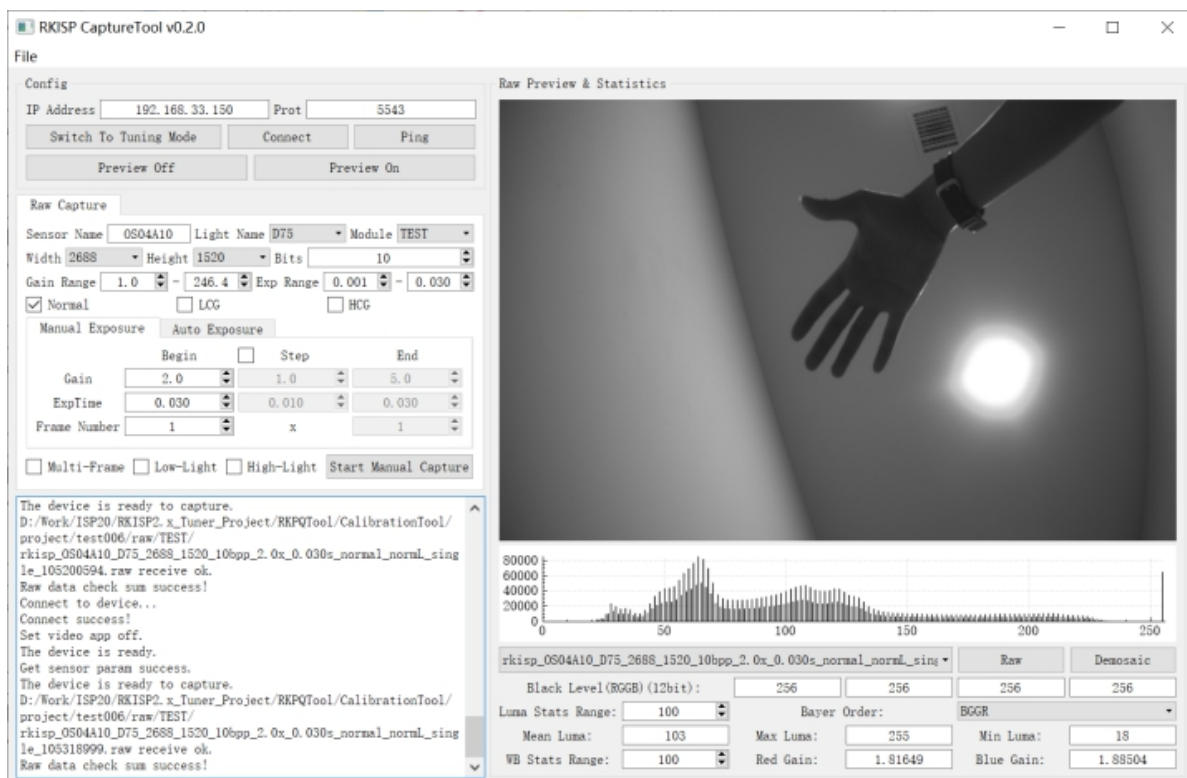 RKISP CaptureTool v0.2.0
File
Config
IP Address 192.168.33.150 Prot 5543
Switch To Tuning Mode Connect Ping
Preview Off Preview On
Raw Capture
Sensor Name OS04A10 Light Name D75 Module TEST
Width 2688 Height 1520 Bits 10
Gain Range 1.0 - 246.4 Exp Range 0.001 - 0.030
Normal LCG HCG
Manual Exposure Auto Exposure
Begin Step End
Gain 2.0 1.0 5.0
ExpTime 0.030 0.010 0.030
Frame Number 1 x 1
Multi-Frame Low-Light High-Light Start Manual Capture
The device is ready to capture.
D:/Work/ISP20/RKISP2.x_Tuner_Project/RKPQTool/CalibrationTool/
project/test006/raw/TEST/
rkisp_OS04A10_D75_2688_1520_10bpp_2.0x_0.030s_normal_normL_sing
le_105200594.raw receive ok.
Raw data check sum success!
Connect to device...
Connect success!
Set video app off.
The device is ready.
Get sensor param success.
The device is ready to capture.
D:/Work/ISP20/RKISP2.x_Tuner_Project/RKPQTool/CalibrationTool/
project/test006/raw/TEST/
rkisp_OS04A10_D75_2688_1520_10bpp_2.0x_0.030s_normal_normL_sing
le_105318999.raw receive ok.
Raw data check sum success!
Raw Preview & Statistics
80000
60000
40000
20000
0
0 50 100 150 200 250
rkisp_OS04A10_D75_2688_1520_10bpp_2.0x_0.030s_normal_normL_sing Raw Demosaic
Black Level(RGGB)(12bit): 256 256 256 256
Luma Stats Range: 100 Bayer Order: BGGR
Mean Luma: 103 Max Luma: 255 Min Luma: 18
WB Stats Range: 100 Red Gain: 1.81649 Blue Gain: 1.88504